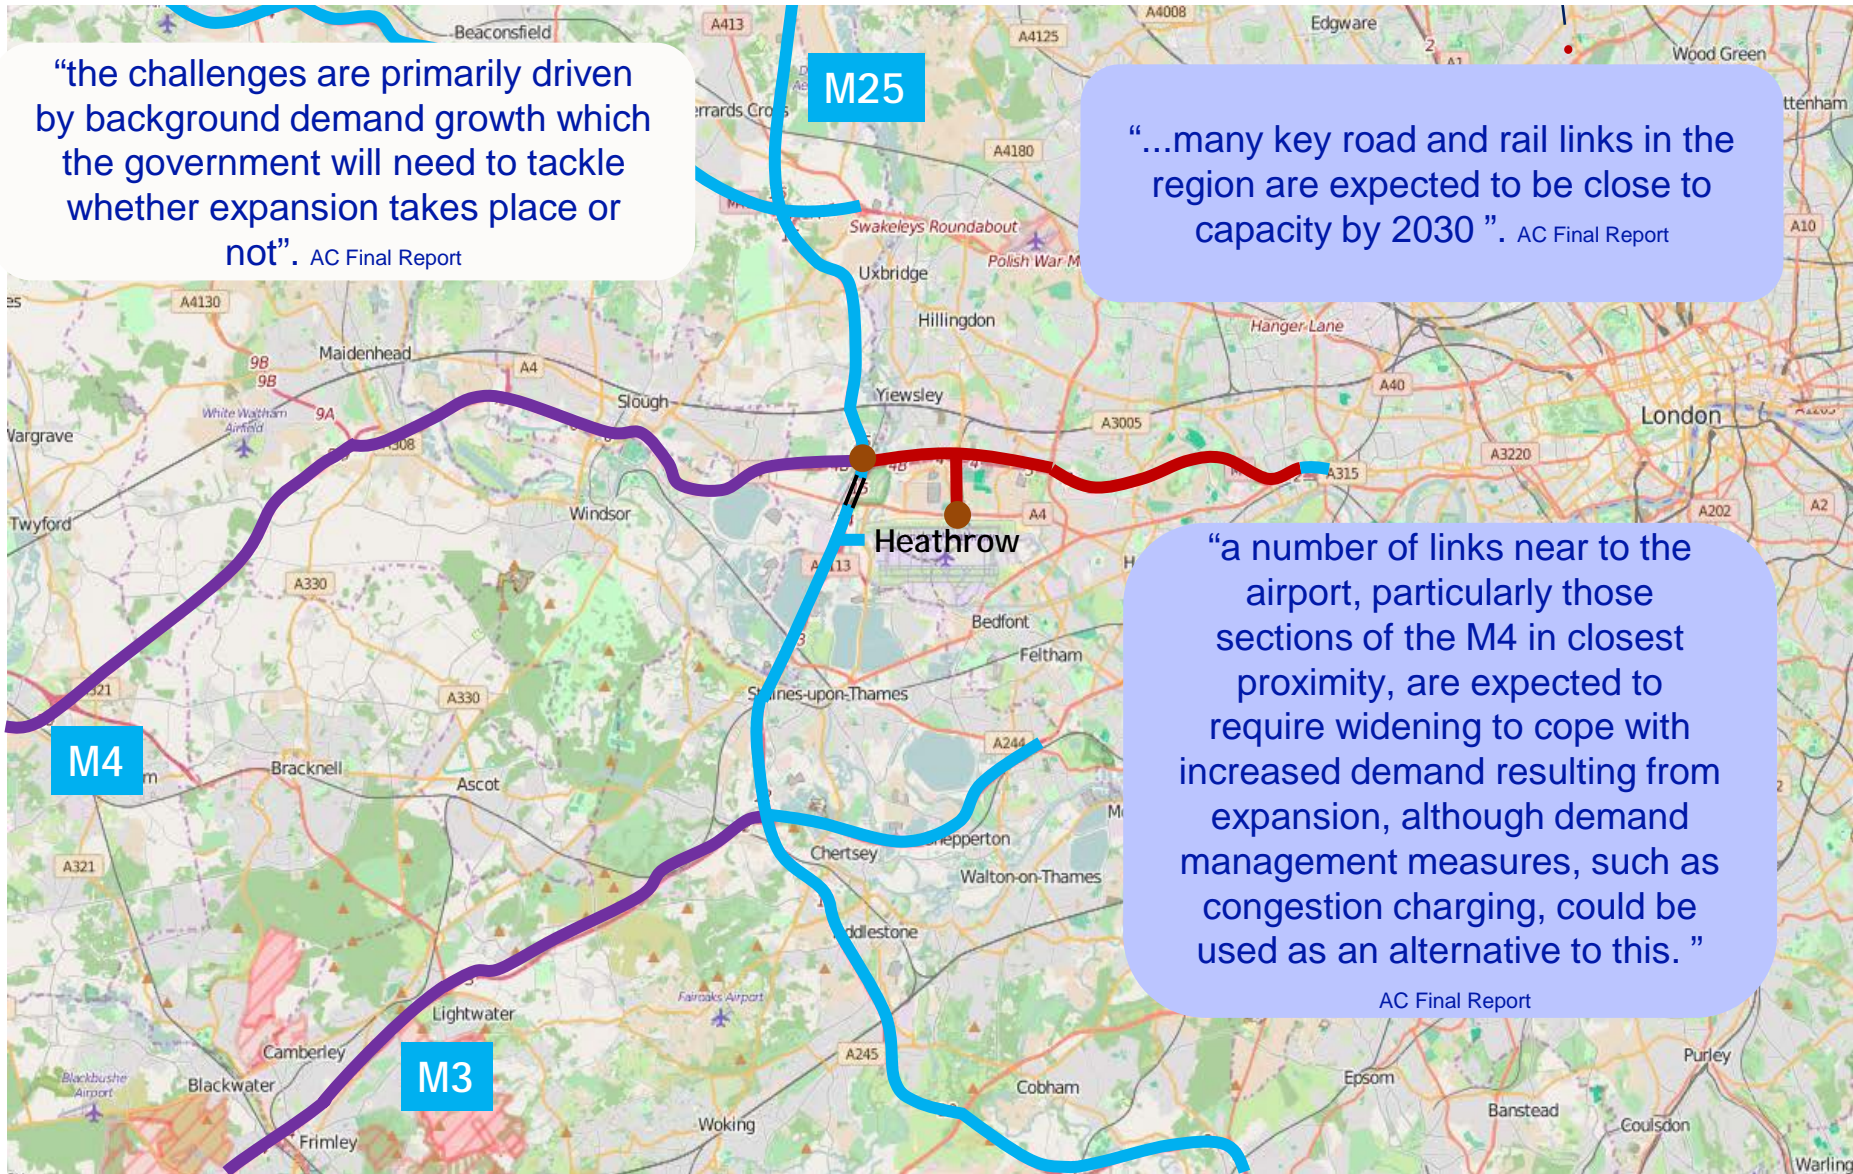 “the challenges are primarily driven
by background demand growth which
the government will need to tackle
whether expansion takes place or
not”. AC Final Report
M25
“...many key road and rail links in the
region are expected to be close to
capacity by 2030 ”. AC Final Report
“a number of links near to the
airport, particularly those
sections of the M4 in closest
proximity, are expected to
require widening to cope with
increased demand resulting from
expansion, although demand
management measures, such as
congestion charging, could be
used as an alternative to this. ”
AC Final Report
Heathrow
M4
M3
Beaconsfield
A413
A4125
A4008
Edgware
Wood Green
A1
A4180
Swakeleys Roundabout
A10
Uxbridge
Hillingdon
Hanger Lane
A4130
9B
9B
9A
Maidenhead
A4
Slough
Yiewsley
A3005
A40
London
White Waltham
Airfield
A3220
A315
Windsor
Twyford
A4
A202
A2
A330
Bedfont
Feltham
A330
A244
Bracknell
Ascot
Chertsey
Walton-on-Thames
A321
Lightwater
Fairoaks Airport
Camberley
Blackbushe
Airport
Blackwater
Frimley
Woking
A245
Cobham
Epsom
Purley
Banstead
Coulsdon